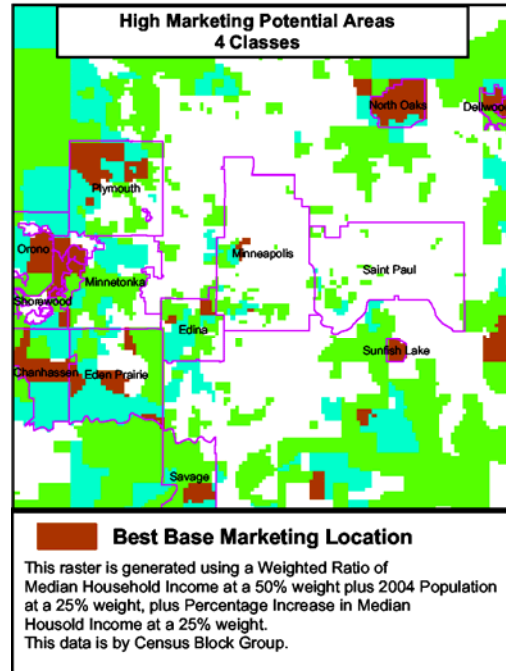 High Marketing Potential Areas
4 Classes
North Oaks
Dellwood
Plymouth
Orono
Minneapolis
Saint Paul
Minnetonka
Shorewood
Edina
Sunfish Lake
Chanhassen
Eden Prairie
Savage
Best Base Marketing Location
This raster is generated using a Weighted Ratio of
Median Household Income at a 50% weight plus 2004 Population
at a 25% weight, plus Percentage Increase in Median
Housold Income at a 25% weight.
This data is by Census Block Group.